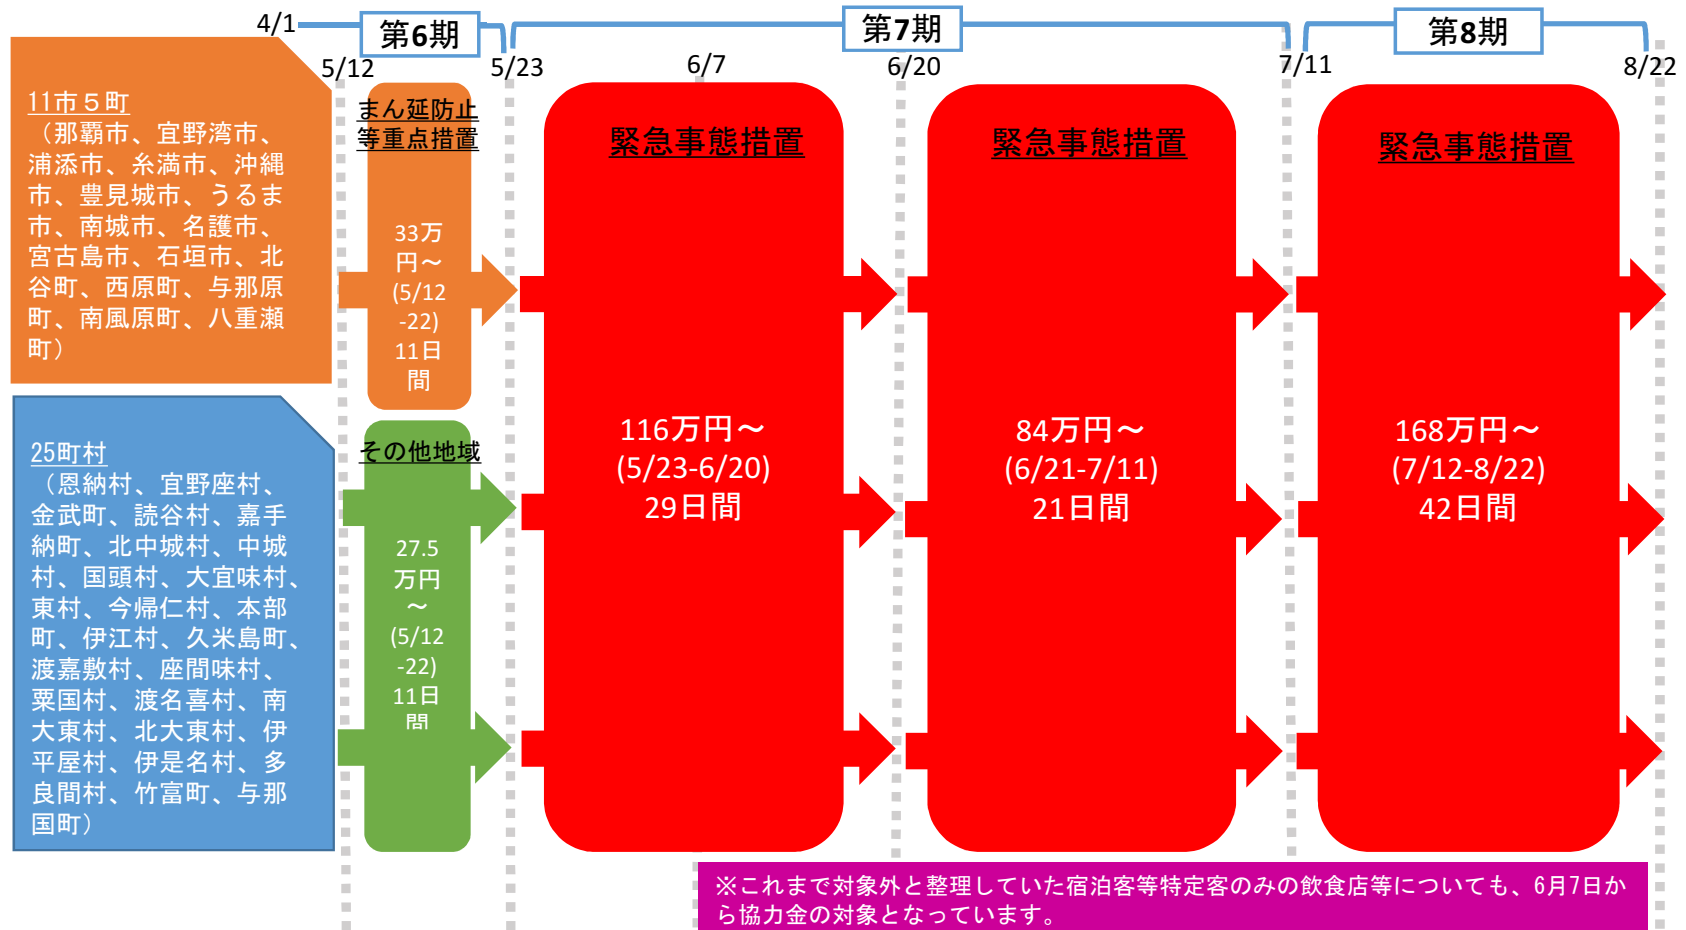 4/1
第6期
第7期
第8期
5/12
5/23
6/7
6/20
7/11
8/22
11市５町
（那覇市、宜野湾市、
浦添市、糸満市、沖縄
市、豊見城市、うるま
市、南城市、名護市、
宮古島市、石垣市、北
谷町、西原町、与那原
町、南風原町、八重瀬
町）
まん延防止
等重点措置
33万
円～
(5/12
-22)
11日
間
25町村
（恩納村、宜野座村、
金武町、読谷村、嘉手
納町、北中城村、中城
村、国頭村、大宜味村、
東村、今帰仁村、本部
町、伊江村、久米島町、
渡嘉敷村、座間味村、
粟国村、渡名喜村、南
大東村、北大東村、伊
平屋村、伊是名村、多
良間村、竹富町、与那
国町）
その他地域
27.5
万円
～
(5/12
-22)
11日
間
緊急事態措置
116万円～
(5/23-6/20)
29日間
緊急事態措置
84万円～
(6/21-7/11)
21日間
緊急事態措置
168万円～
(7/12-8/22)
42日間
※これまで対象外と整理していた宿泊客等特定客のみの飲食店等についても、6月7日か
ら協力金の対象となっています。